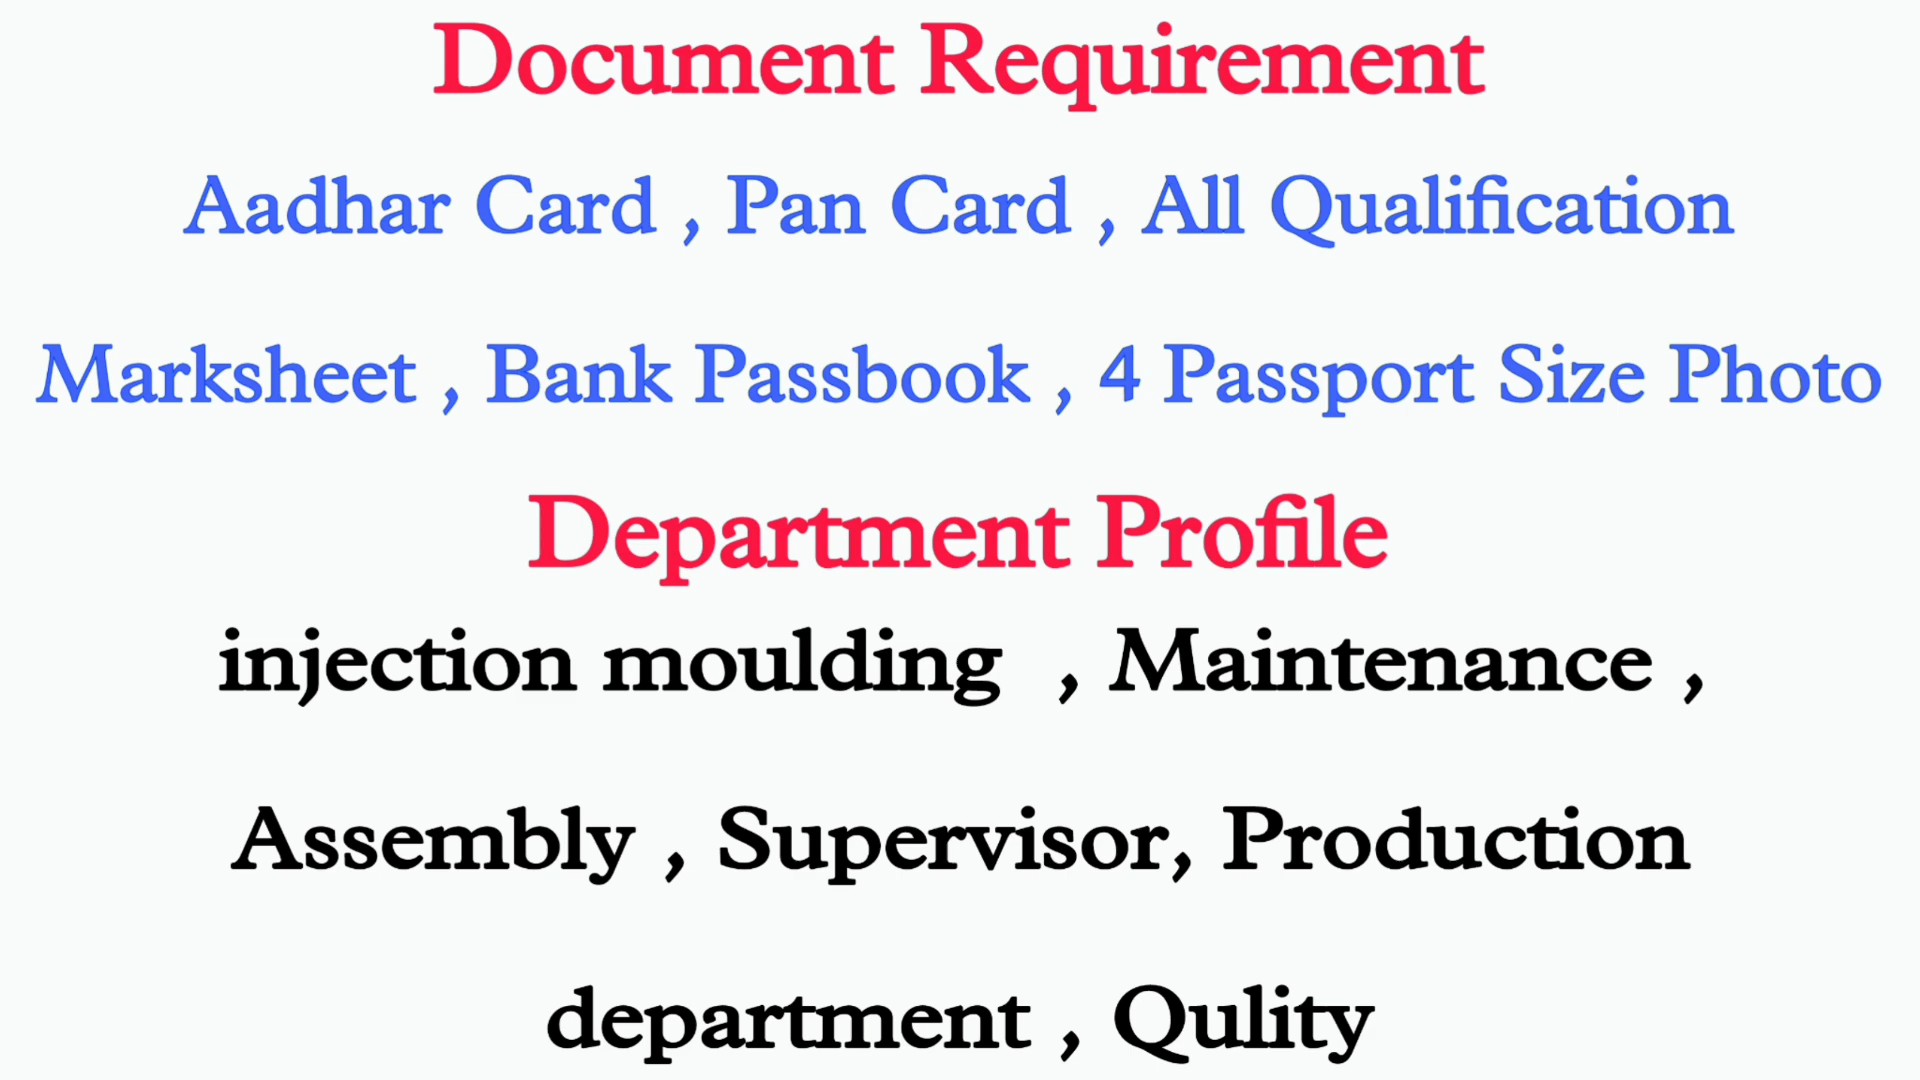 Document Requirement
Aadhar Card , Pan Card , All Qualification
Marksheet , Bank Passbook , 4 Passport Size Photo
Department Profile
injection moulding , Maintenance ,
Assembly , Supervisor, Production
department , Qulity